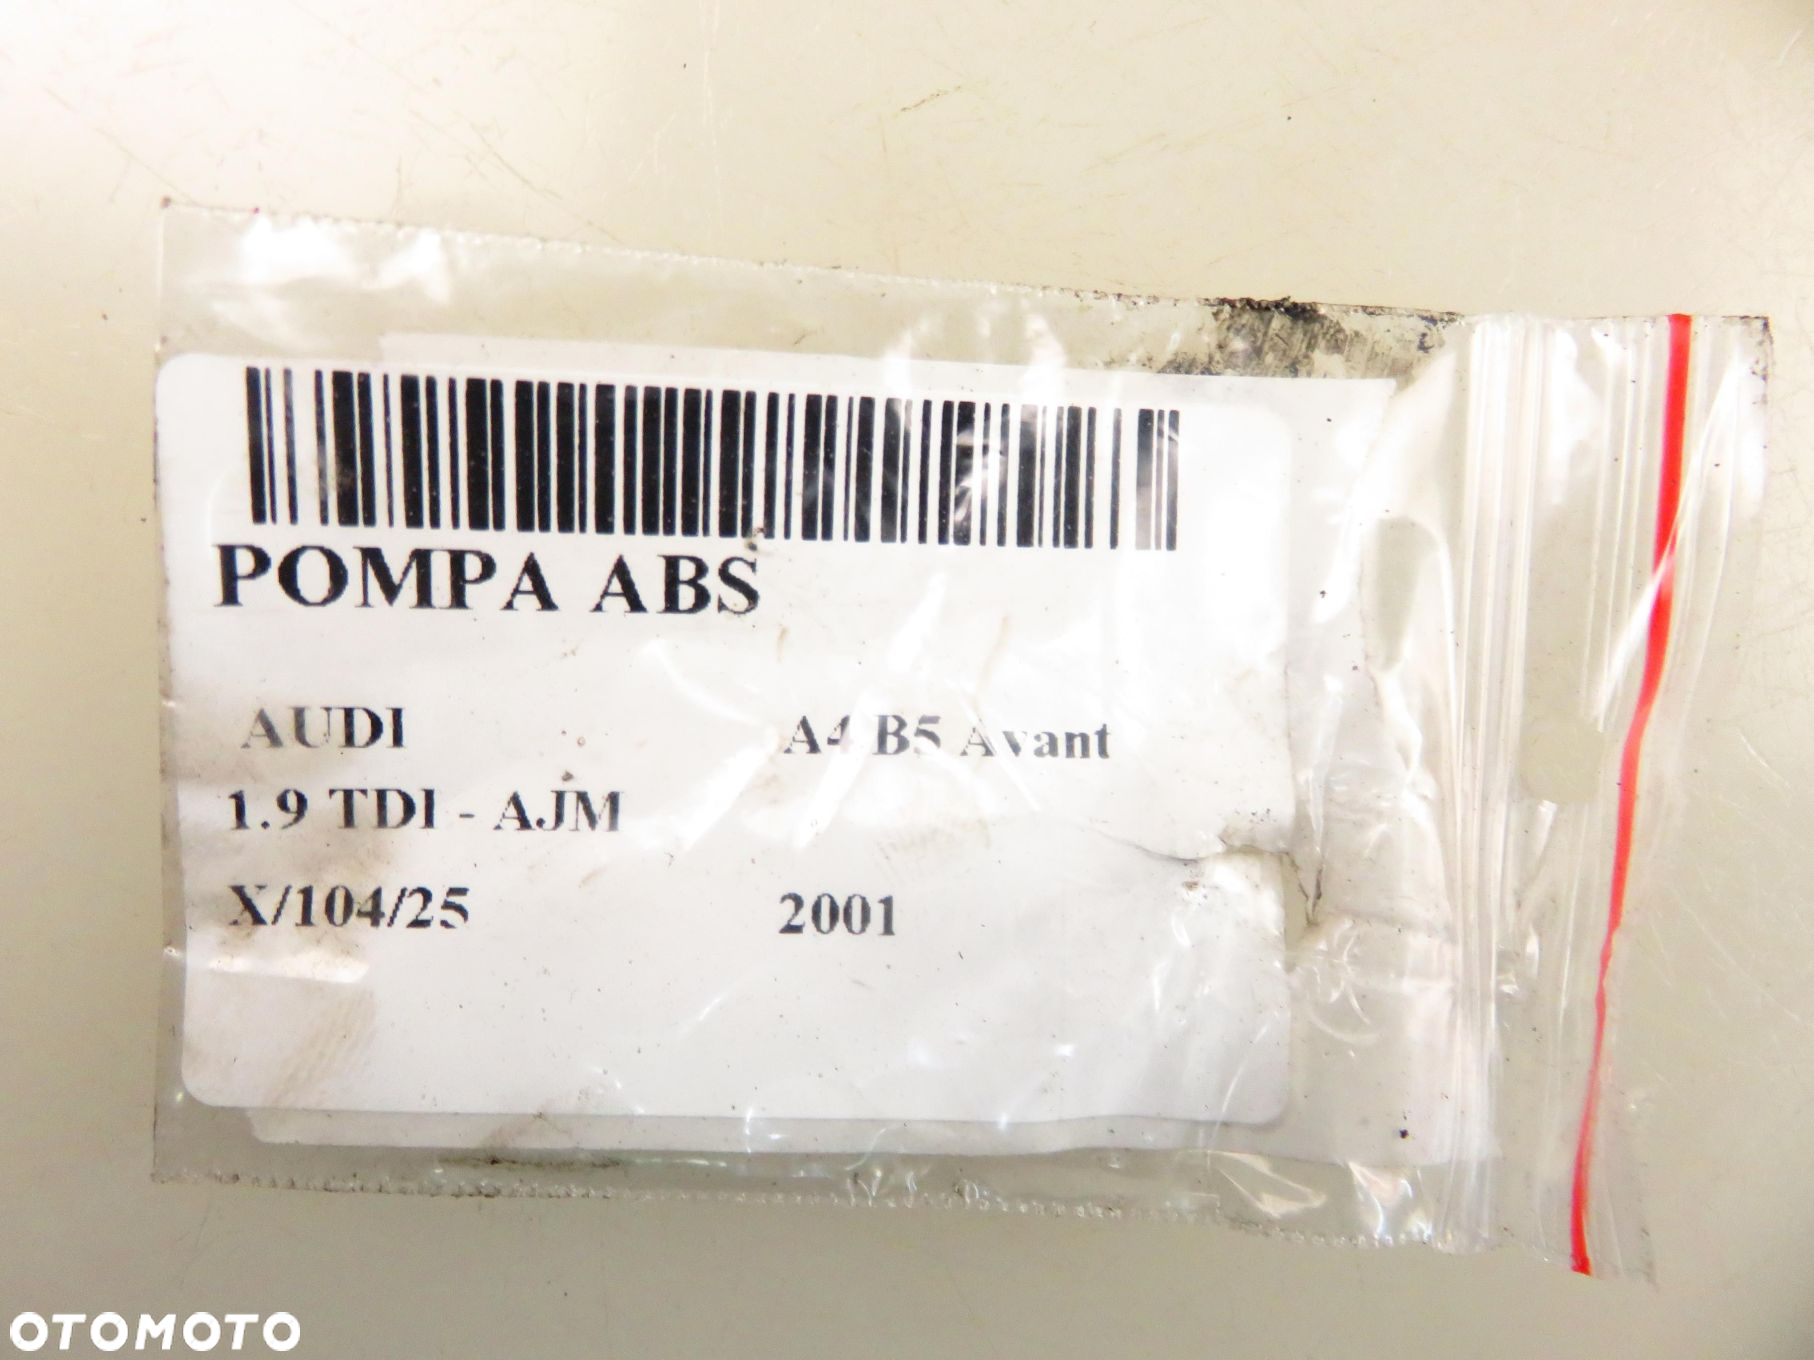 POMPA ABS
AUDI A4 B5 Avant
1.9 TDI - AJM
X/104/25 2001
OTOMOTO